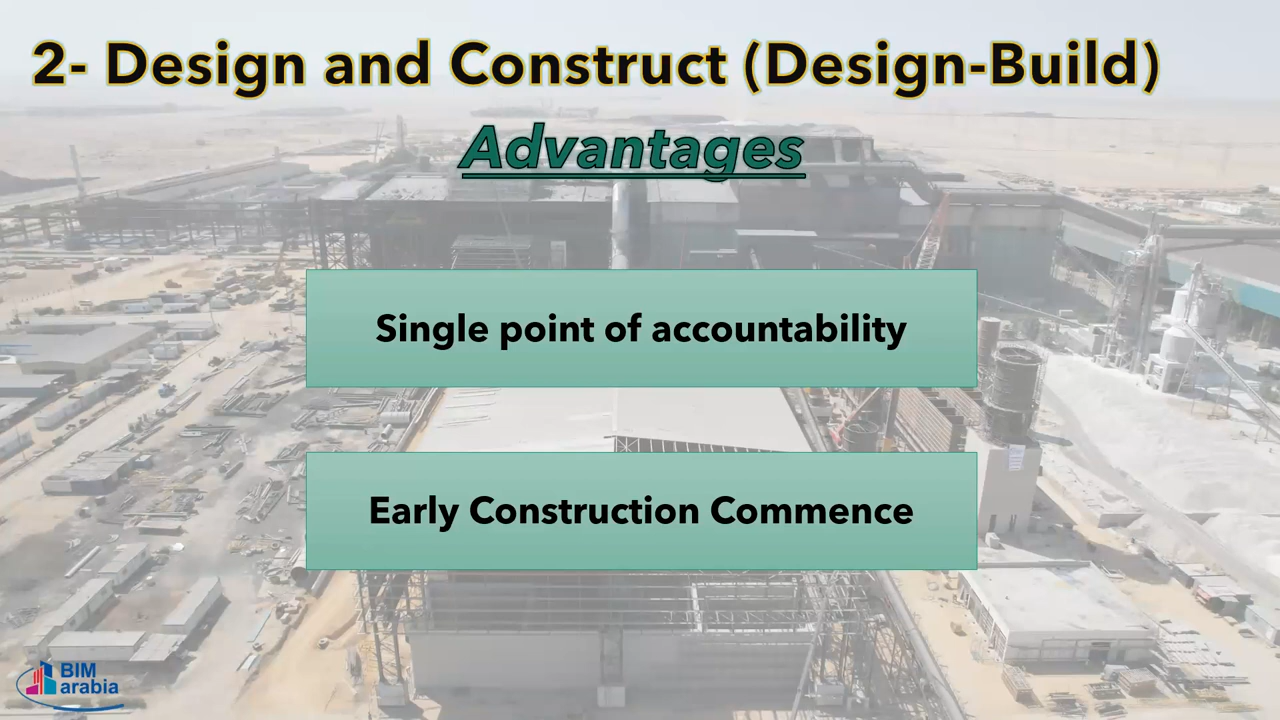 2- Design and Construct (Design-Build)
Advantages
Single point of accountability
Early Construction Commence
BIM
arabia